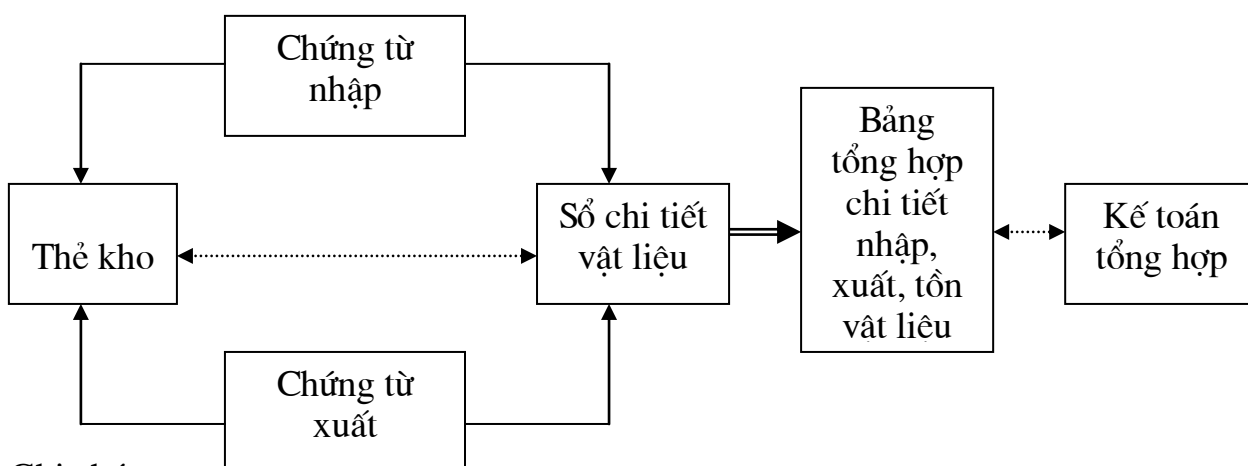 Chứng từ
nhập
Thẻ kho
Sổ chi tiết
vật liệu
Bảng
tổng hợp
chi tiết
nhập,
xuất, tồn
vật liệu
Kế toán
tổng hợp
Chứng từ
xuất